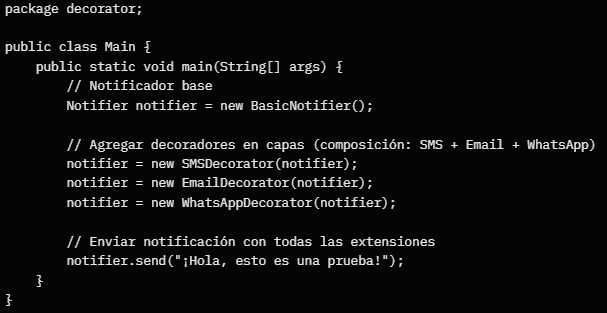 package decorator;
public class Main {
public static void main(String[] args) {
// Notificador base
Notifier notifier = new BasicNotifier();
// Agregar decoradores en capas (composición: SMS + Email + WhatsApp)
notifier = new SMSDecorator(notifier);
notifier = new EmailDecorator(notifier);
notifier = new WhatsAppDecorator(notifier);
// Enviar notificación con todas las extensiones
notifier.send("¡Hola, esto es una prueba!");
}
}